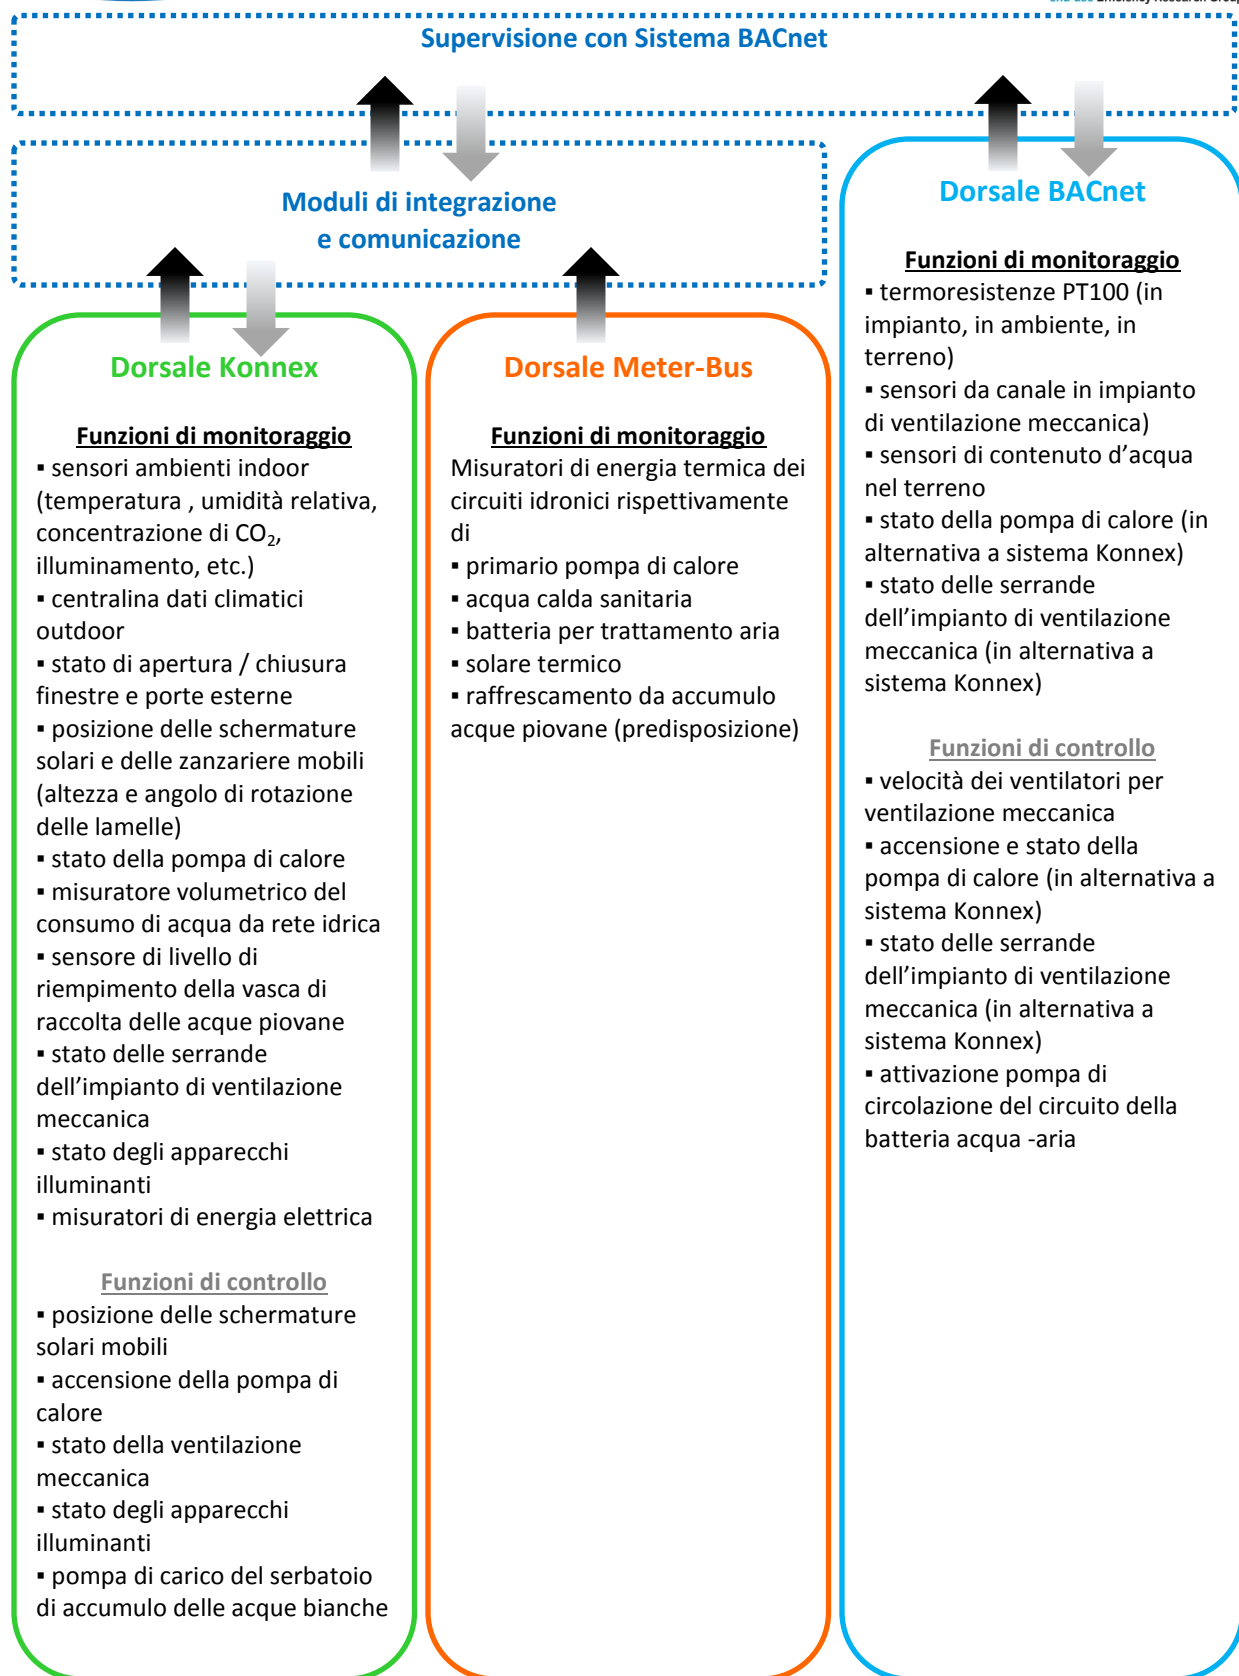 end-use Efficiency Research Group
Supervisione con Sistema BACnet
Moduli di integrazione
e comunicazione
Dorsale Konnex
Funzioni di monitoraggio
▪ sensori ambienti indoor
(temperatura , umidità relativa,
concentrazione di CO₂,
illuminamento, etc.)
▪ centralina dati climatici
outdoor
▪ stato di apertura / chiusura
finestre e porte esterne
▪ posizione delle schermature
solari e delle zanzariere mobili
(altezza e angolo di rotazione
delle lamelle)
▪ stato della pompa di calore
▪ misuratore volumetrico del
consumo di acqua da rete idrica
▪ sensore di livello di
riempimento della vasca di
raccolta delle acque piovane
▪ stato delle serrande
dell’impianto di ventilazione
meccanica
▪ stato degli apparecchi
illuminanti
▪ misuratori di energia elettrica
Funzioni di controllo
▪ posizione delle schermature
solari mobili
▪ accensione della pompa di
calore
▪ stato della ventilazione
meccanica
▪ stato degli apparecchi
illuminanti
▪ pompa di carico del serbatoio
di accumulo delle acque bianche
Dorsale Meter-Bus
Funzioni di monitoraggio
Misuratori di energia termica dei
circuiti idronici rispettivamente
di
▪ primario pompa di calore
▪ acqua calda sanitaria
▪ batteria per trattamento aria
▪ solare termico
▪ raffrescamento da accumulo
acque piovane (predisposizione)
Dorsale BACnet
Funzioni di monitoraggio
▪ termoresistenze PT100 (in
impianto, in ambiente, in
terreno)
▪ sensori da canale in impianto
di ventilazione meccanica)
▪ sensori di contenuto d’acqua
nel terreno
▪ stato della pompa di calore (in
alternativa a sistema Konnex)
▪ stato delle serrande
dell’impianto di ventilazione
meccanica (in alternativa a
sistema Konnex)
Funzioni di controllo
▪ velocità dei ventilatori per
ventilazione meccanica
▪ accensione e stato della
pompa di calore (in alternativa a
sistema Konnex)
▪ stato delle serrande
dell’impianto di ventilazione
meccanica (in alternativa a
sistema Konnex)
▪ attivazione pompa di
circolazione del circuito della
batteria acqua -aria